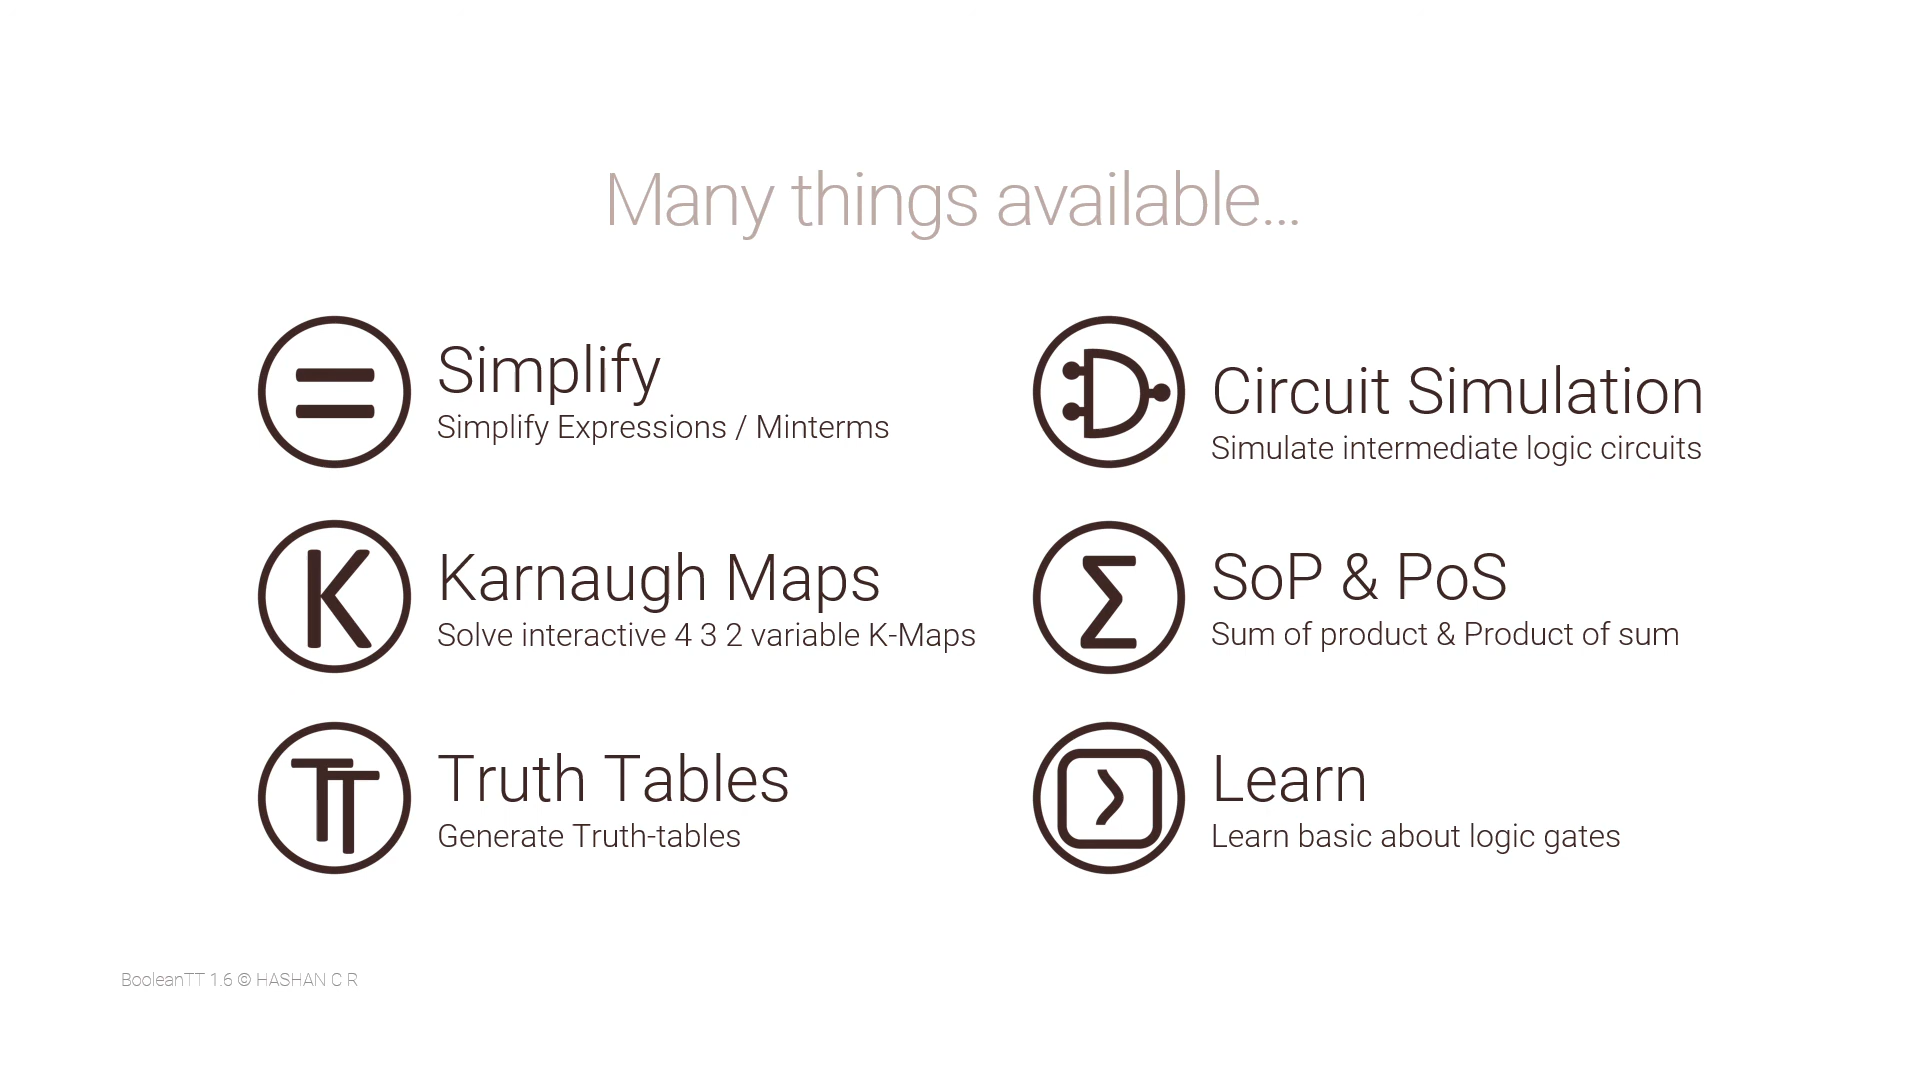 Many things available...
Simplify
Simplify Expressions / Minterms
Circuit Simulation
Simulate intermediate logic circuits
K
Karnaugh Maps
Solve interactive 4 3 2 variable K-Maps
Σ
SoP & PoS
Sum of product & Product of sum
TT
Truth Tables
Generate Truth-tables
Learn
Learn basic about logic gates
BooleanTT 1.6 © HASHAN C R